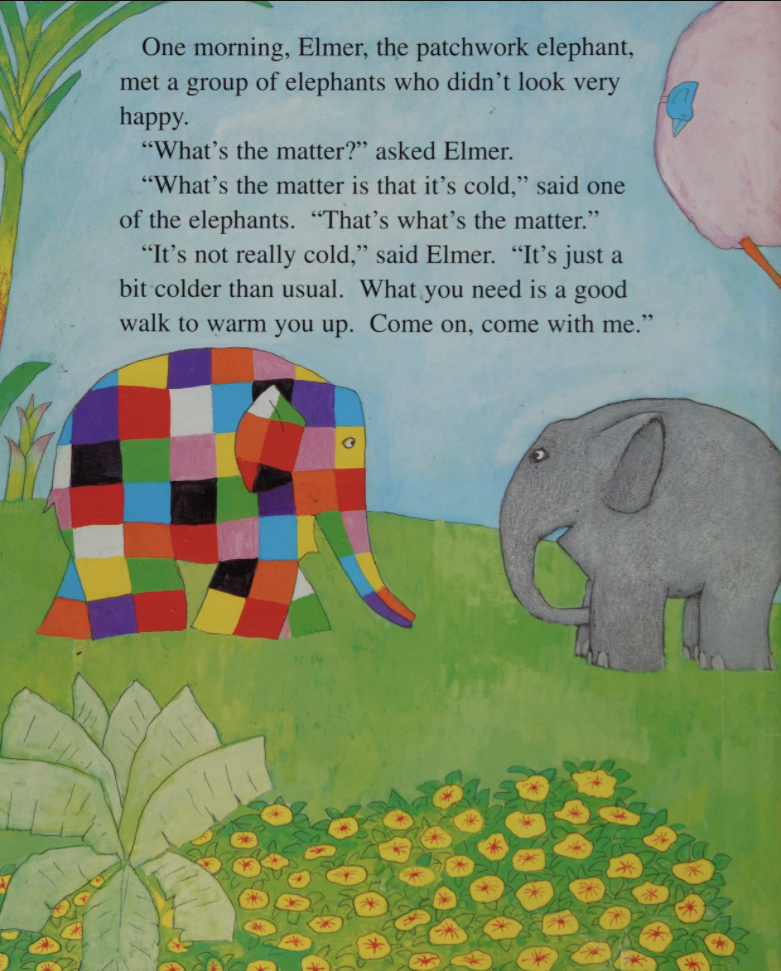 One morning, Elmer, the patchwork elephant,
met a group of elephants who didn’t look very
happy.
“What’s the matter?” asked Elmer.
“What’s the matter is that it’s cold,” said one
of the elephants.  “That’s what’s the matter.”
“It’s not really cold,” said Elmer.  “It’s just a
bit colder than usual.  What you need is a good
walk to warm you up.  Come on, come with me.”